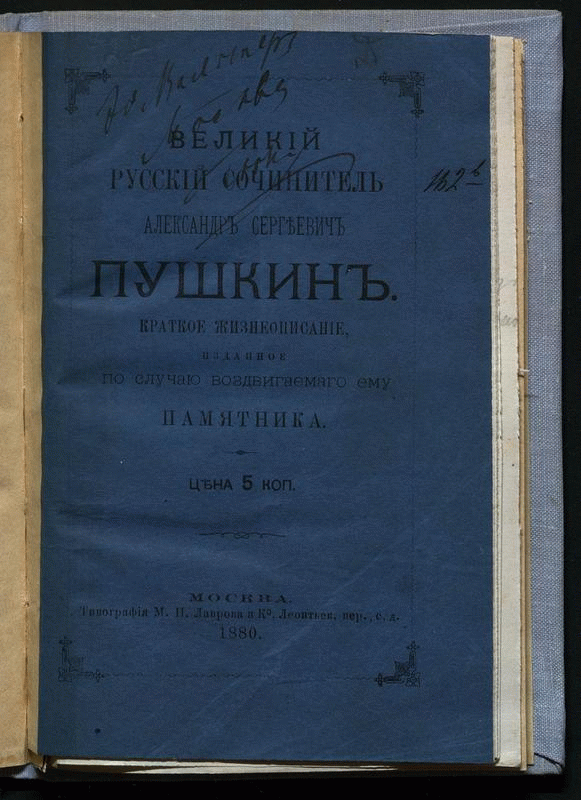 ВЕЛИКІЙ
РУССКІЙ СОЧИНИТЕЛЬ
АЛЕКСАНДРЪ СЕРГѢЕВИЧЪ
ПУШКИНЪ.
КРАТКОЕ ЖИЗНЕОПИСАНІЕ,
ИЗДАННОЕ
ПО СЛУЧАЮ ВОЗДВИГАЕМАГО ЕМУ
ПАМЯТНИКА.
ЦѢНА 5 КОП.
МОСКВА.
Типографія М. Н. Лаврова и Кº, Леонтьев. пер., с. д.
1880.